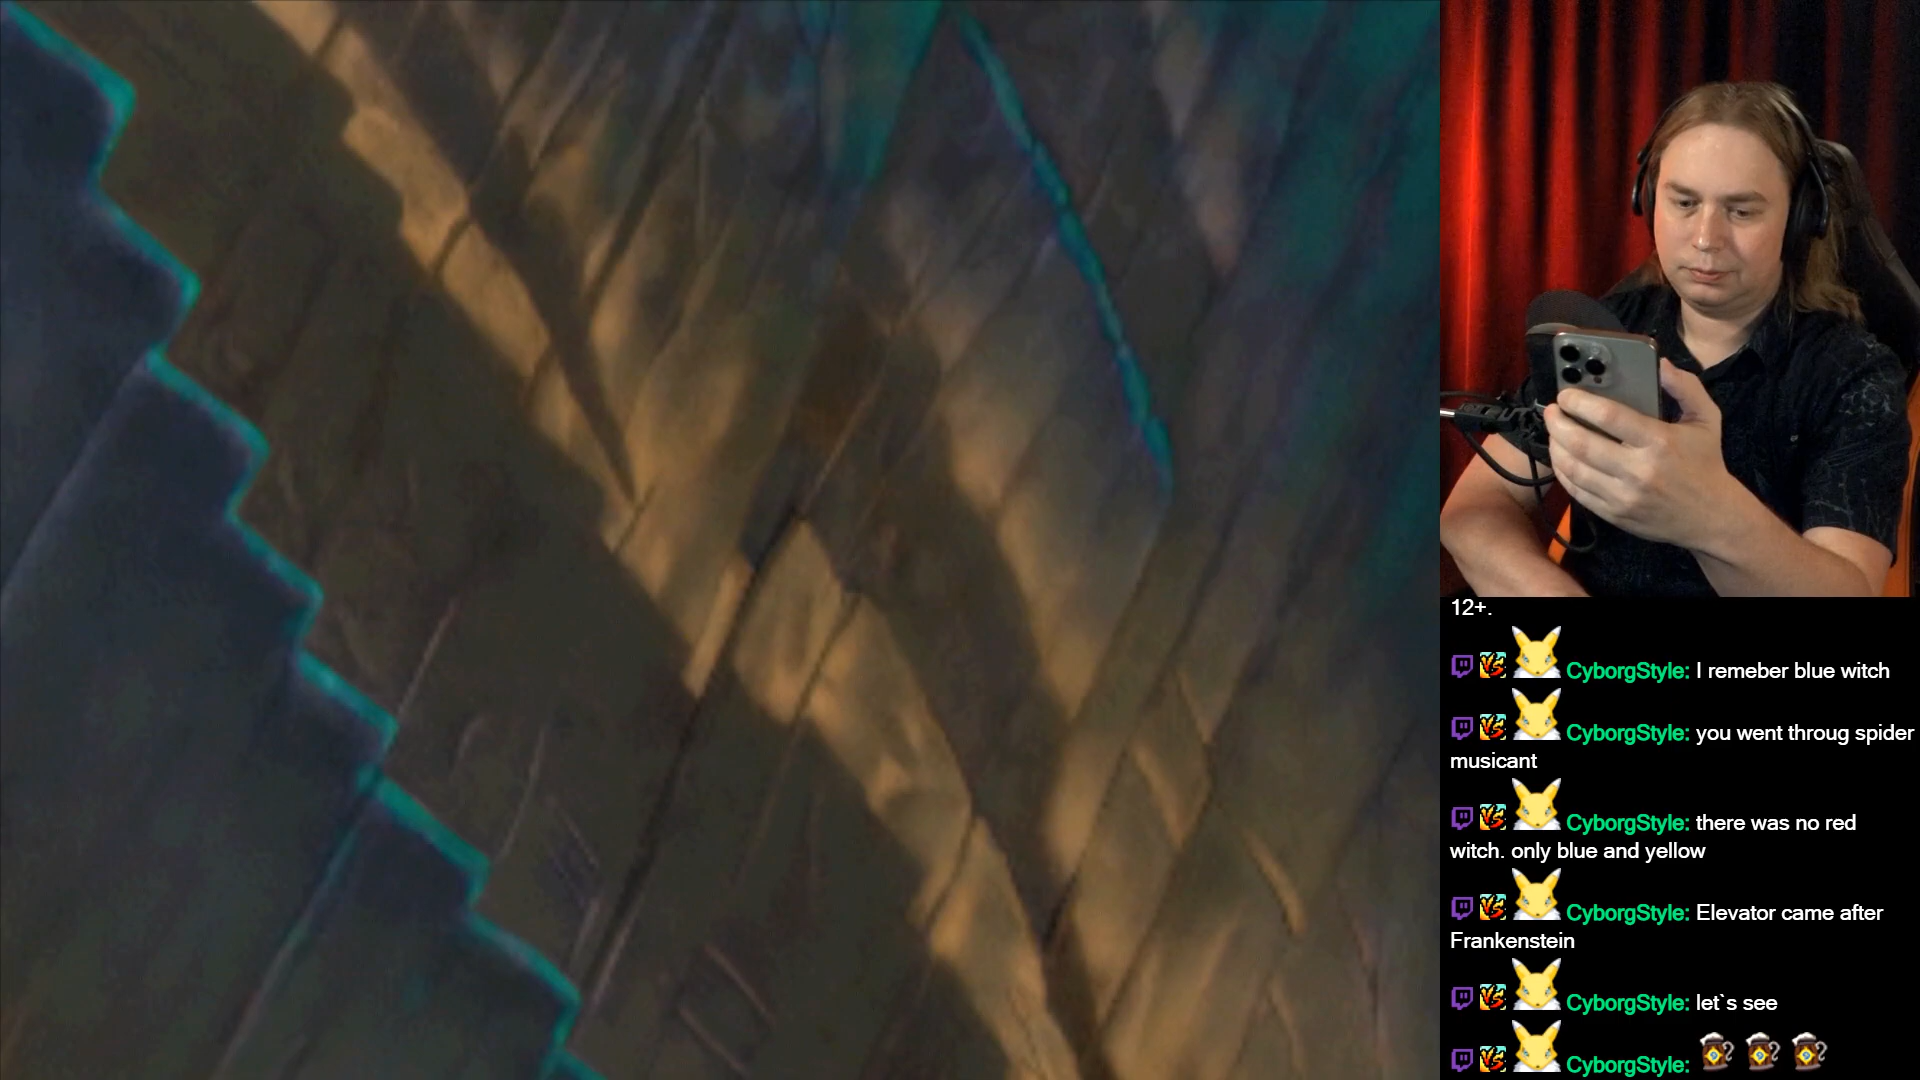 12+.
CyborgStyle: I remeber blue witch
CyborgStyle: you went throug spider
musicant
CyborgStyle: there was no red
witch. only blue and yellow
CyborgStyle: Elevator came after
Frankenstein
CyborgStyle: let`s see
CyborgStyle: